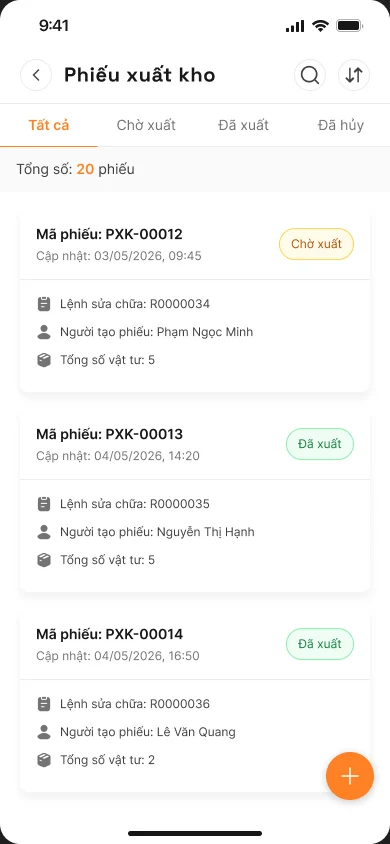 9:41
Phiếu xuất kho
Tất cả
Chờ xuất
Đã xuất
Đã hủy
Tổng số: 20 phiếu
Mã phiếu: PXK-00012
Chờ xuất
Cập nhật: 03/05/2026, 09:45
Lệnh sửa chữa: R0000034
Người tạo phiếu: Phạm Ngọc Minh
Tổng số vật tư: 5
Mã phiếu: PXK-00013
Đã xuất
Cập nhật: 04/05/2026, 14:20
Lệnh sửa chữa: R0000035
Người tạo phiếu: Nguyễn Thị Hạnh
Tổng số vật tư: 5
Mã phiếu: PXK-00014
Đã xuất
Cập nhật: 04/05/2026, 16:50
Lệnh sửa chữa: R0000036
Người tạo phiếu: Lê Văn Quang
Tổng số vật tư: 2